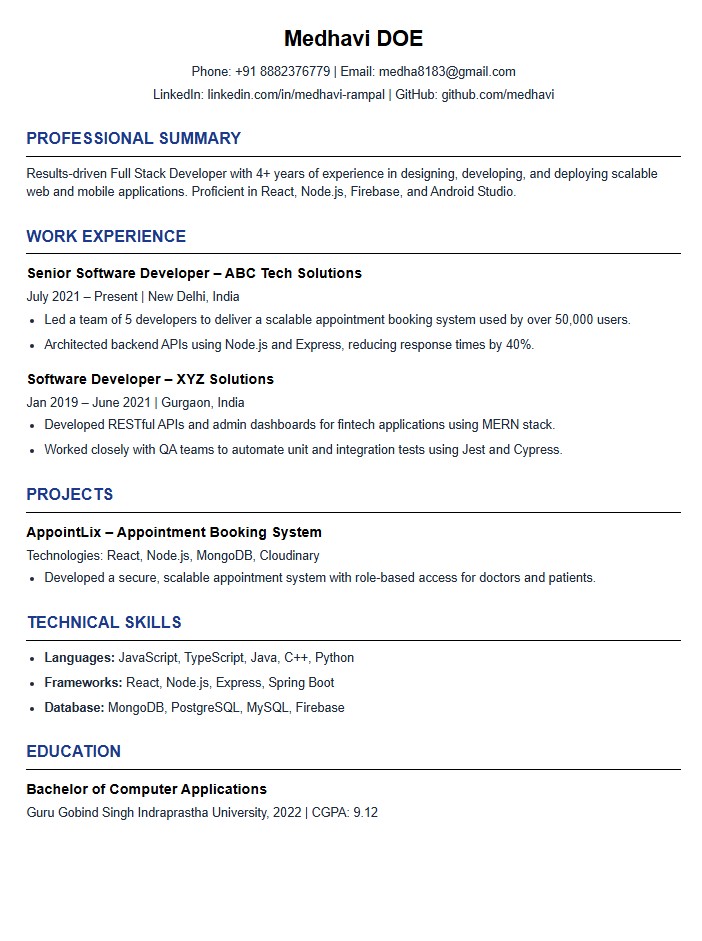 Medhavi DOE
Phone: +91 8882376779 | Email: medha8183@gmail.com
LinkedIn: linkedin.com/in/medhavi-rampal | GitHub: github.com/medhavi
PROFESSIONAL SUMMARY
Results-driven Full Stack Developer with 4+ years of experience in designing, developing, and deploying scalable
web and mobile applications. Proficient in React, Node.js, Firebase, and Android Studio.
WORK EXPERIENCE
Senior Software Developer – ABC Tech Solutions
July 2021 – Present | New Delhi, India
• Led a team of 5 developers to deliver a scalable appointment booking system used by over 50,000 users.
• Architected backend APIs using Node.js and Express, reducing response times by 40%.
Software Developer – XYZ Solutions
Jan 2019 – June 2021 | Gurgaon, India
• Developed RESTful APIs and admin dashboards for fintech applications using MERN stack.
• Worked closely with QA teams to automate unit and integration tests using Jest and Cypress.
PROJECTS
AppointLix – Appointment Booking System
Technologies: React, Node.js, MongoDB, Cloudinary
• Developed a secure, scalable appointment system with role-based access for doctors and patients.
TECHNICAL SKILLS
• Languages: JavaScript, TypeScript, Java, C++, Python
• Frameworks: React, Node.js, Express, Spring Boot
• Database: MongoDB, PostgreSQL, MySQL, Firebase
EDUCATION
Bachelor of Computer Applications
Guru Gobind Singh Indraprastha University, 2022 | CGPA: 9.12